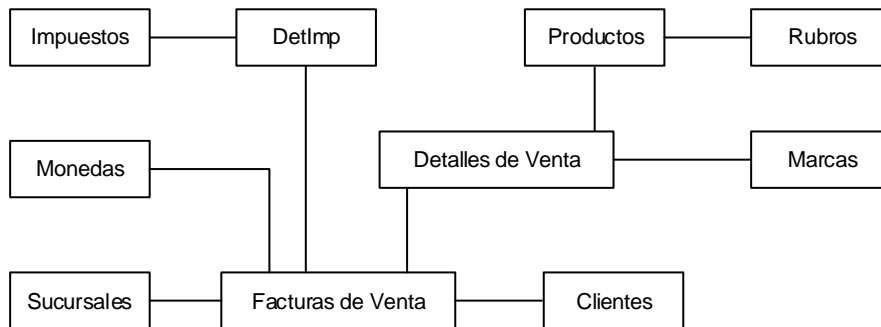 Impuestos
DetImp
Productos
Rubros
Monedas
Detalles de Venta
Marcas
Sucursales
Facturas de Venta
Clientes